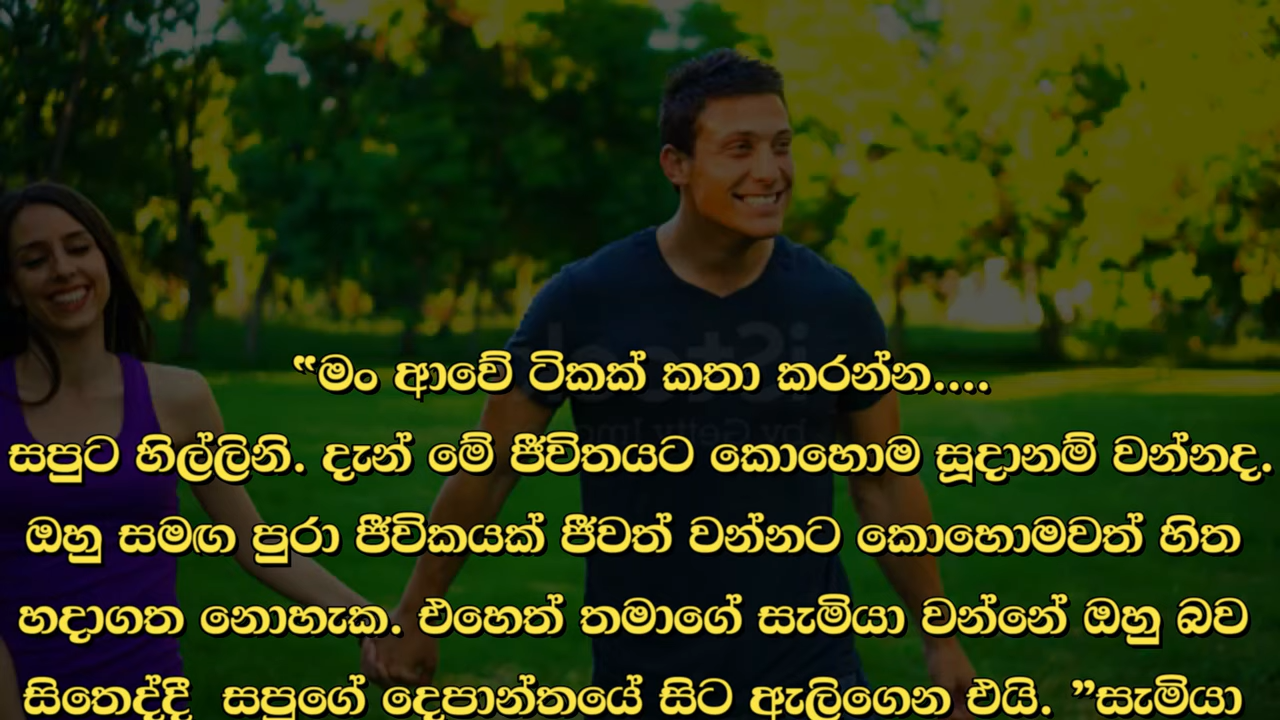 “මං ආවේ ටිකක් කතා කරන්න....
සපුට හිල්ලිනි. දැන් මේ ජීවිතයට කොහොම සූදානම් වන්නද.
ඔහු සමඟ පුරා ජීවිකයක් ජීවත් වන්නට කොහොමවත් හිත
හදාගත නොහැක. එහෙත් තමාගේ සැමියා වන්නේ ඔහු බව
සිතෙද්දී සපුගේ දෙපාන්තයේ සිට ඇලිගෙන එයි. ”සැමියා